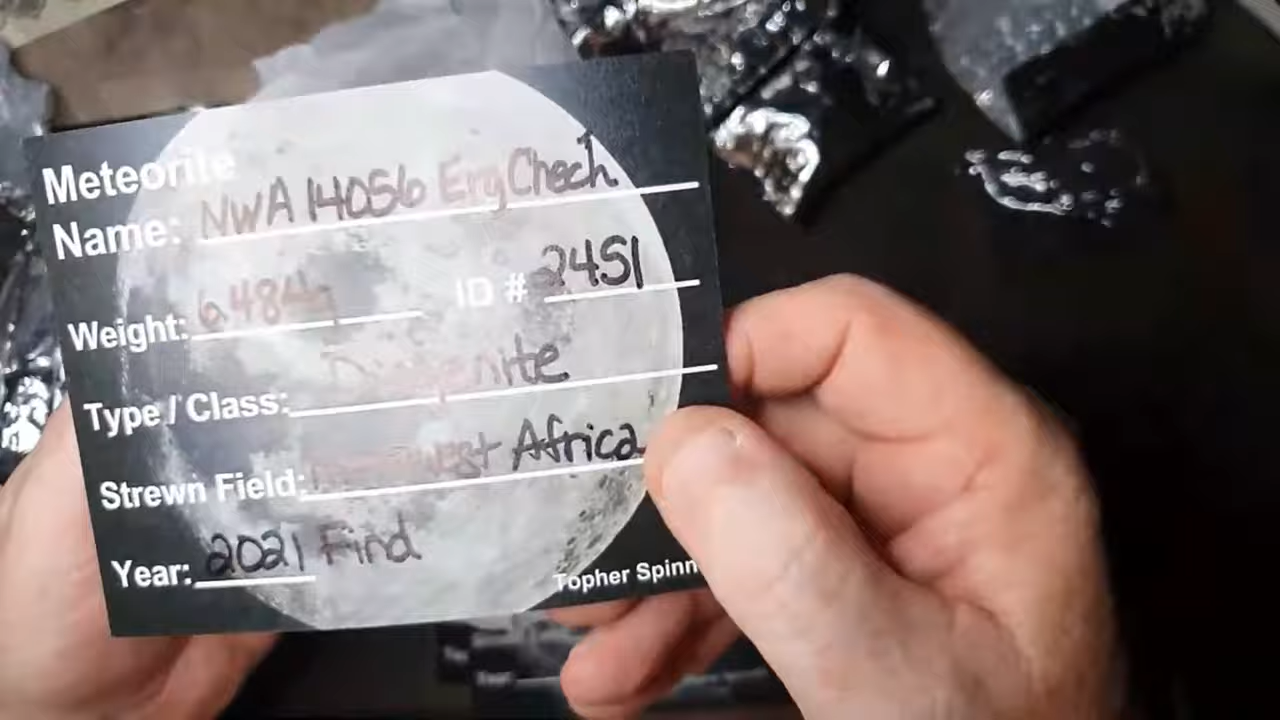 Meteorite
Name: NWA 14056 Erg Chech
Weight: ID # 2451
Type / Class:
Strewn Field: Africa
Year: 2021 Find
Topher Spinn